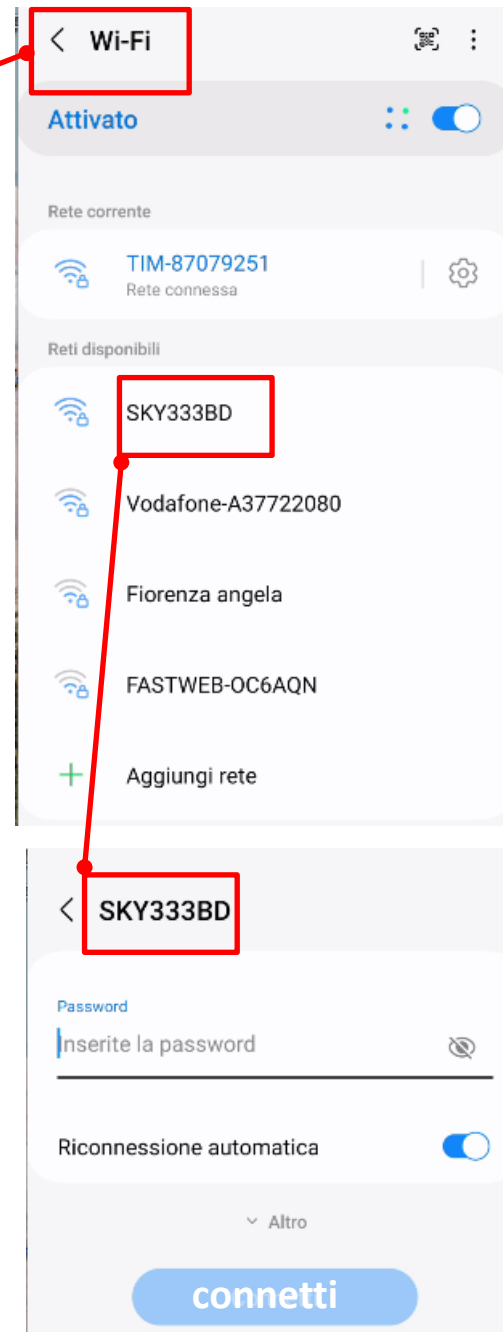 Wi-Fi
Attivato
Rete corrente
TIM-87079251
Rete connessa
Reti disponibili
SKY333BD
Vodafone-A37722080
Fiorenza angela
FASTWEB-OC6AQN
Aggiungi rete
SKY333BD
Password
Inserite la password
Riconnessione automatica
Altro
connetti